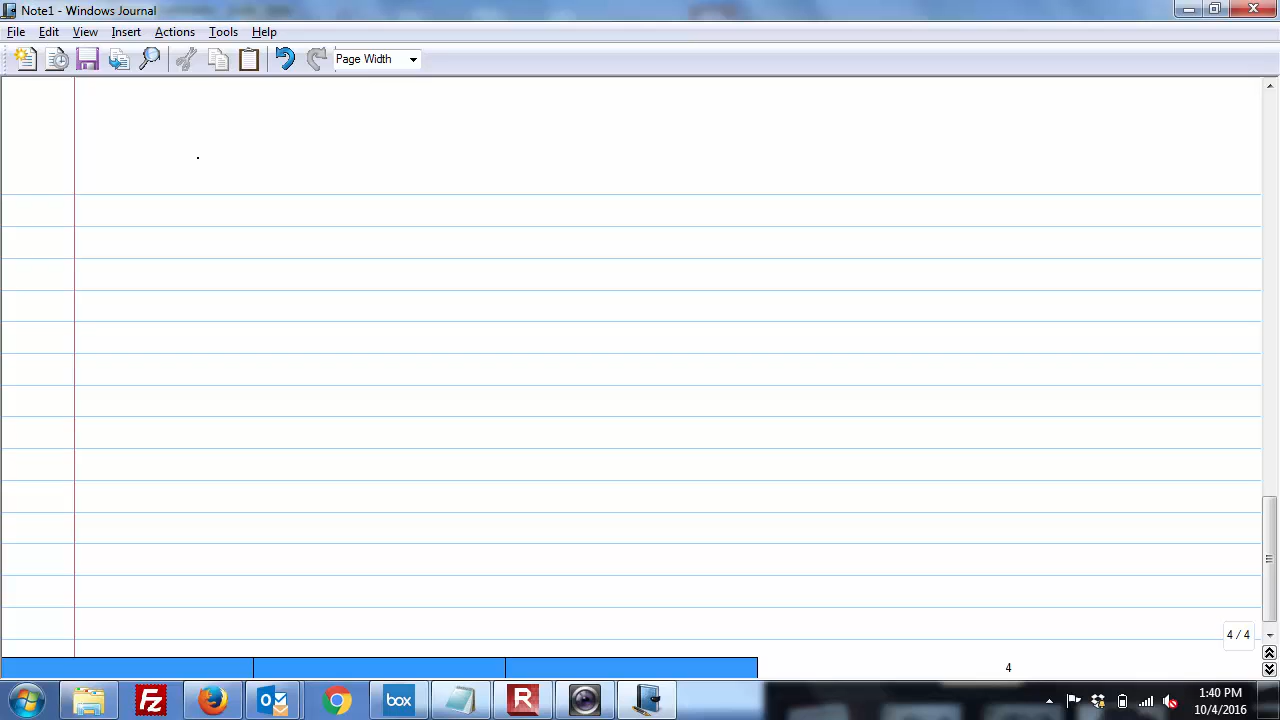 Note1 - Windows Journal
File Edit View Insert Actions Tools Help
Page Width
4 / 4
4
box
R
1:40 PM
10/4/2016